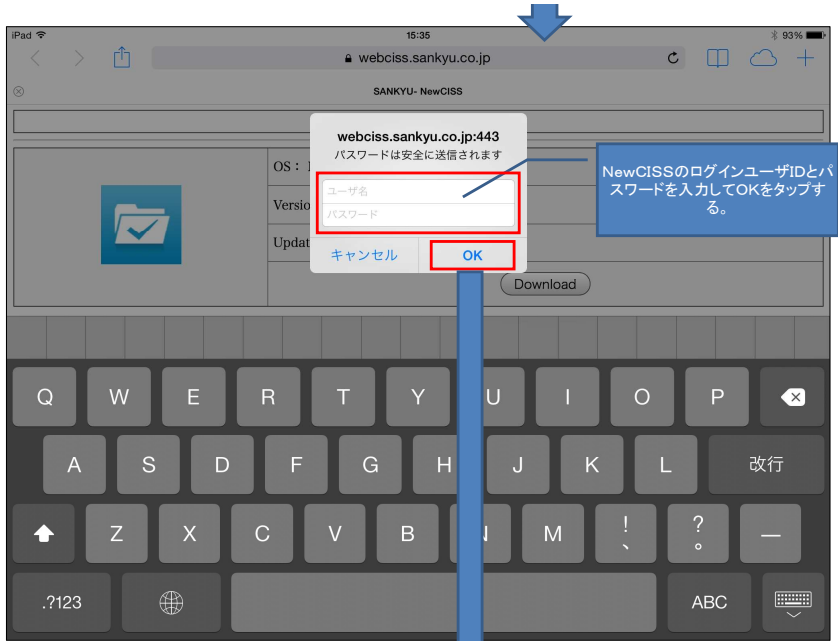 iPad 15:35 93%
webciss.sankyu.co.jp
SANKYU- NewCISS
webciss.sankyu.co.jp:443
パスワードは安全に送信されます
ユーザ名
パスワード
キャンセル OK
NewCISSのログインユーザIDとパ
スワードを入力してOKをタップす
る。
OS :
Versio
Updat
Download
Q W E R T Y U I O P
A S D F G H J K L 改行
Z X C V B N M ! 、 ? 。 —
.?123 ABC